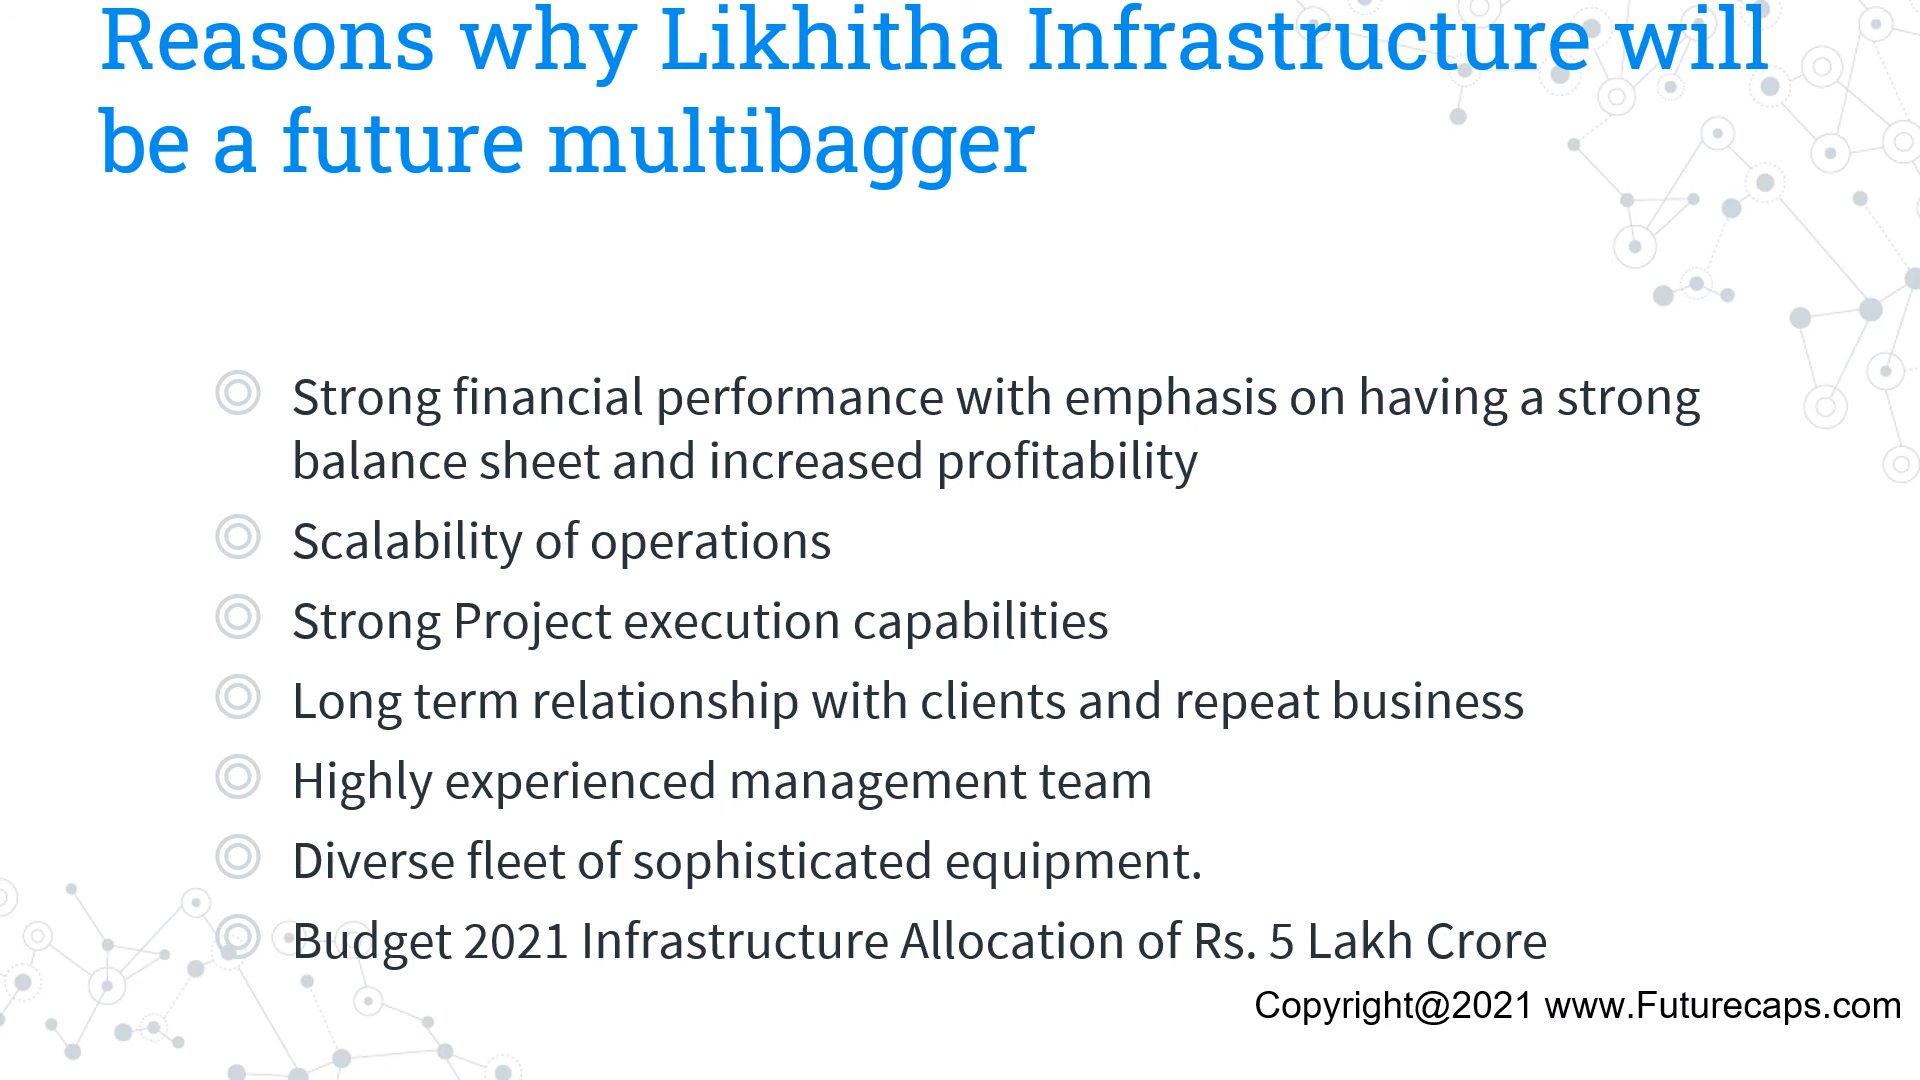 Reasons why Likhitha Infrastructure will
be a future multibagger
Strong financial performance with emphasis on having a strong
balance sheet and increased profitability
Scalability of operations
Strong Project execution capabilities
Long term relationship with clients and repeat business
Highly experienced management team
Diverse fleet of sophisticated equipment.
Budget 2021 Infrastructure Allocation of Rs. 5 Lakh Crore
Copyright@2021 www.Futurecaps.com